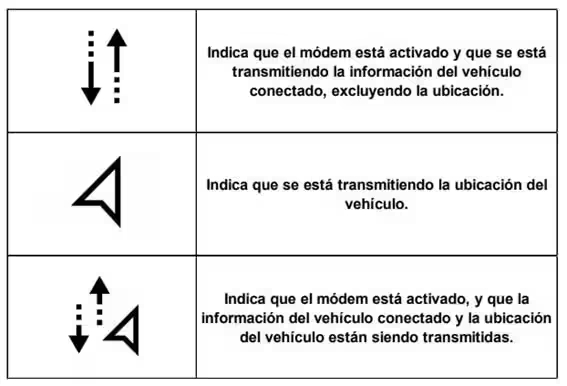 Indica que el módem está activado y que se está
transmitiendo la información del vehículo
conectado, excluyendo la ubicación.
Indica que se está transmitiendo la ubicación del
vehículo.
Indica que el módem está activado, y que la
información del vehículo conectado y la ubicación
del vehículo están siendo transmitidas.